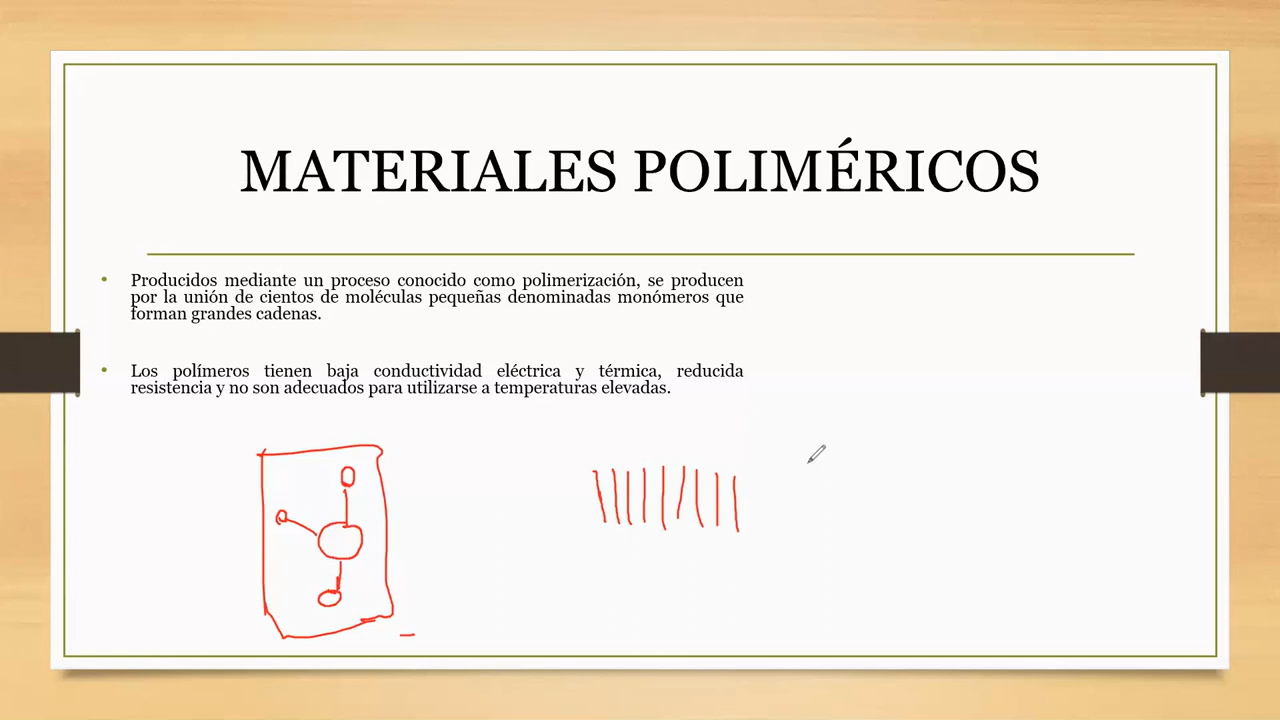 MATERIALES POLIMÉRICOS
• Producidos mediante un proceso conocido como polimerización, se producen
por la unión de cientos de moléculas pequeñas denominadas monómeros que
forman grandes cadenas.
• Los polímeros tienen baja conductividad eléctrica y térmica, reducida
resistencia y no son adecuados para utilizarse a temperaturas elevadas.